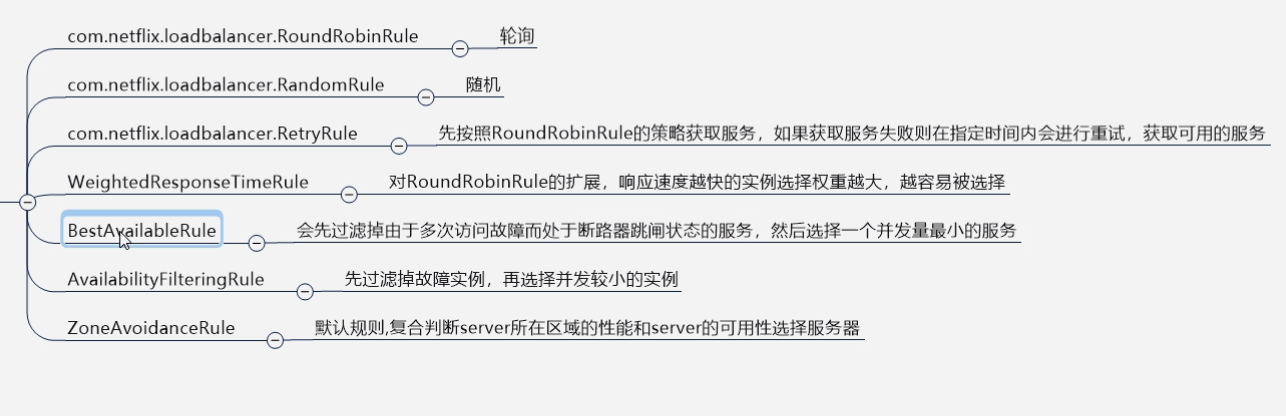 com.netflix.loadbalancer.RoundRobinRule 轮询
com.netflix.loadbalancer.RandomRule 随机
com.netflix.loadbalancer.RetryRule 先按照RoundRobinRule的策略获取服务，如果获取服务失败则在指定时间内会进行重试，获取可用的服务
WeightedResponseTimeRule 对RoundRobinRule的扩展，响应速度越快的实例选择权重越大，越容易被选择
BestAvailableRule 会先过滤掉由于多次访问故障而处于断路器跳闸状态的服务，然后选择一个并发量最小的服务
AvailabilityFilteringRule 先过滤掉故障实例，再选择并发较小的实例
ZoneAvoidanceRule 默认规则,复合判断server所在区域的性能和server的可用性选择服务器